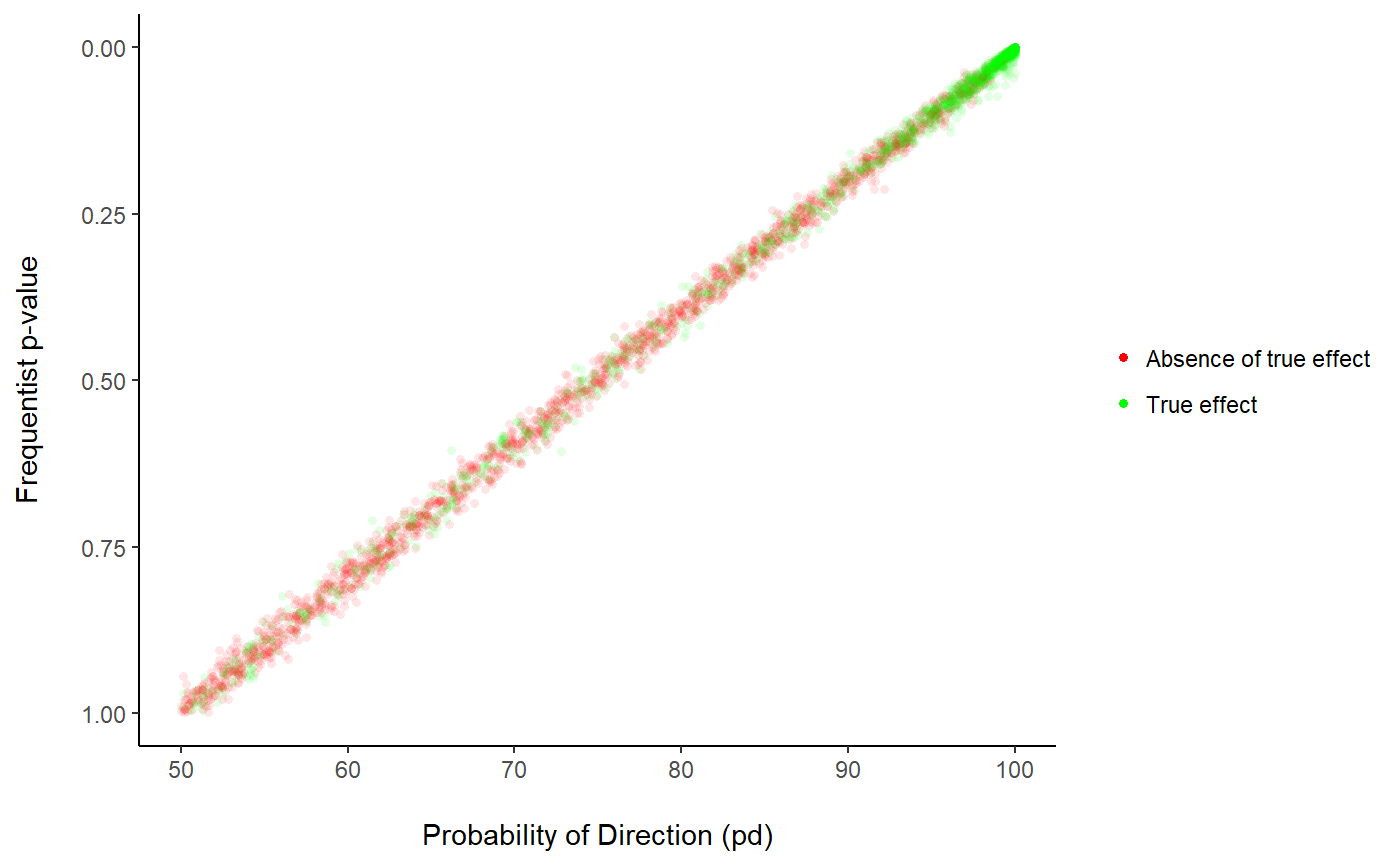 0.00
0.25
0.50
0.75
1.00
Frequentist p-value
50 60 70 80 90 100
Probability of Direction (pd)
Absence of true effect
True effect